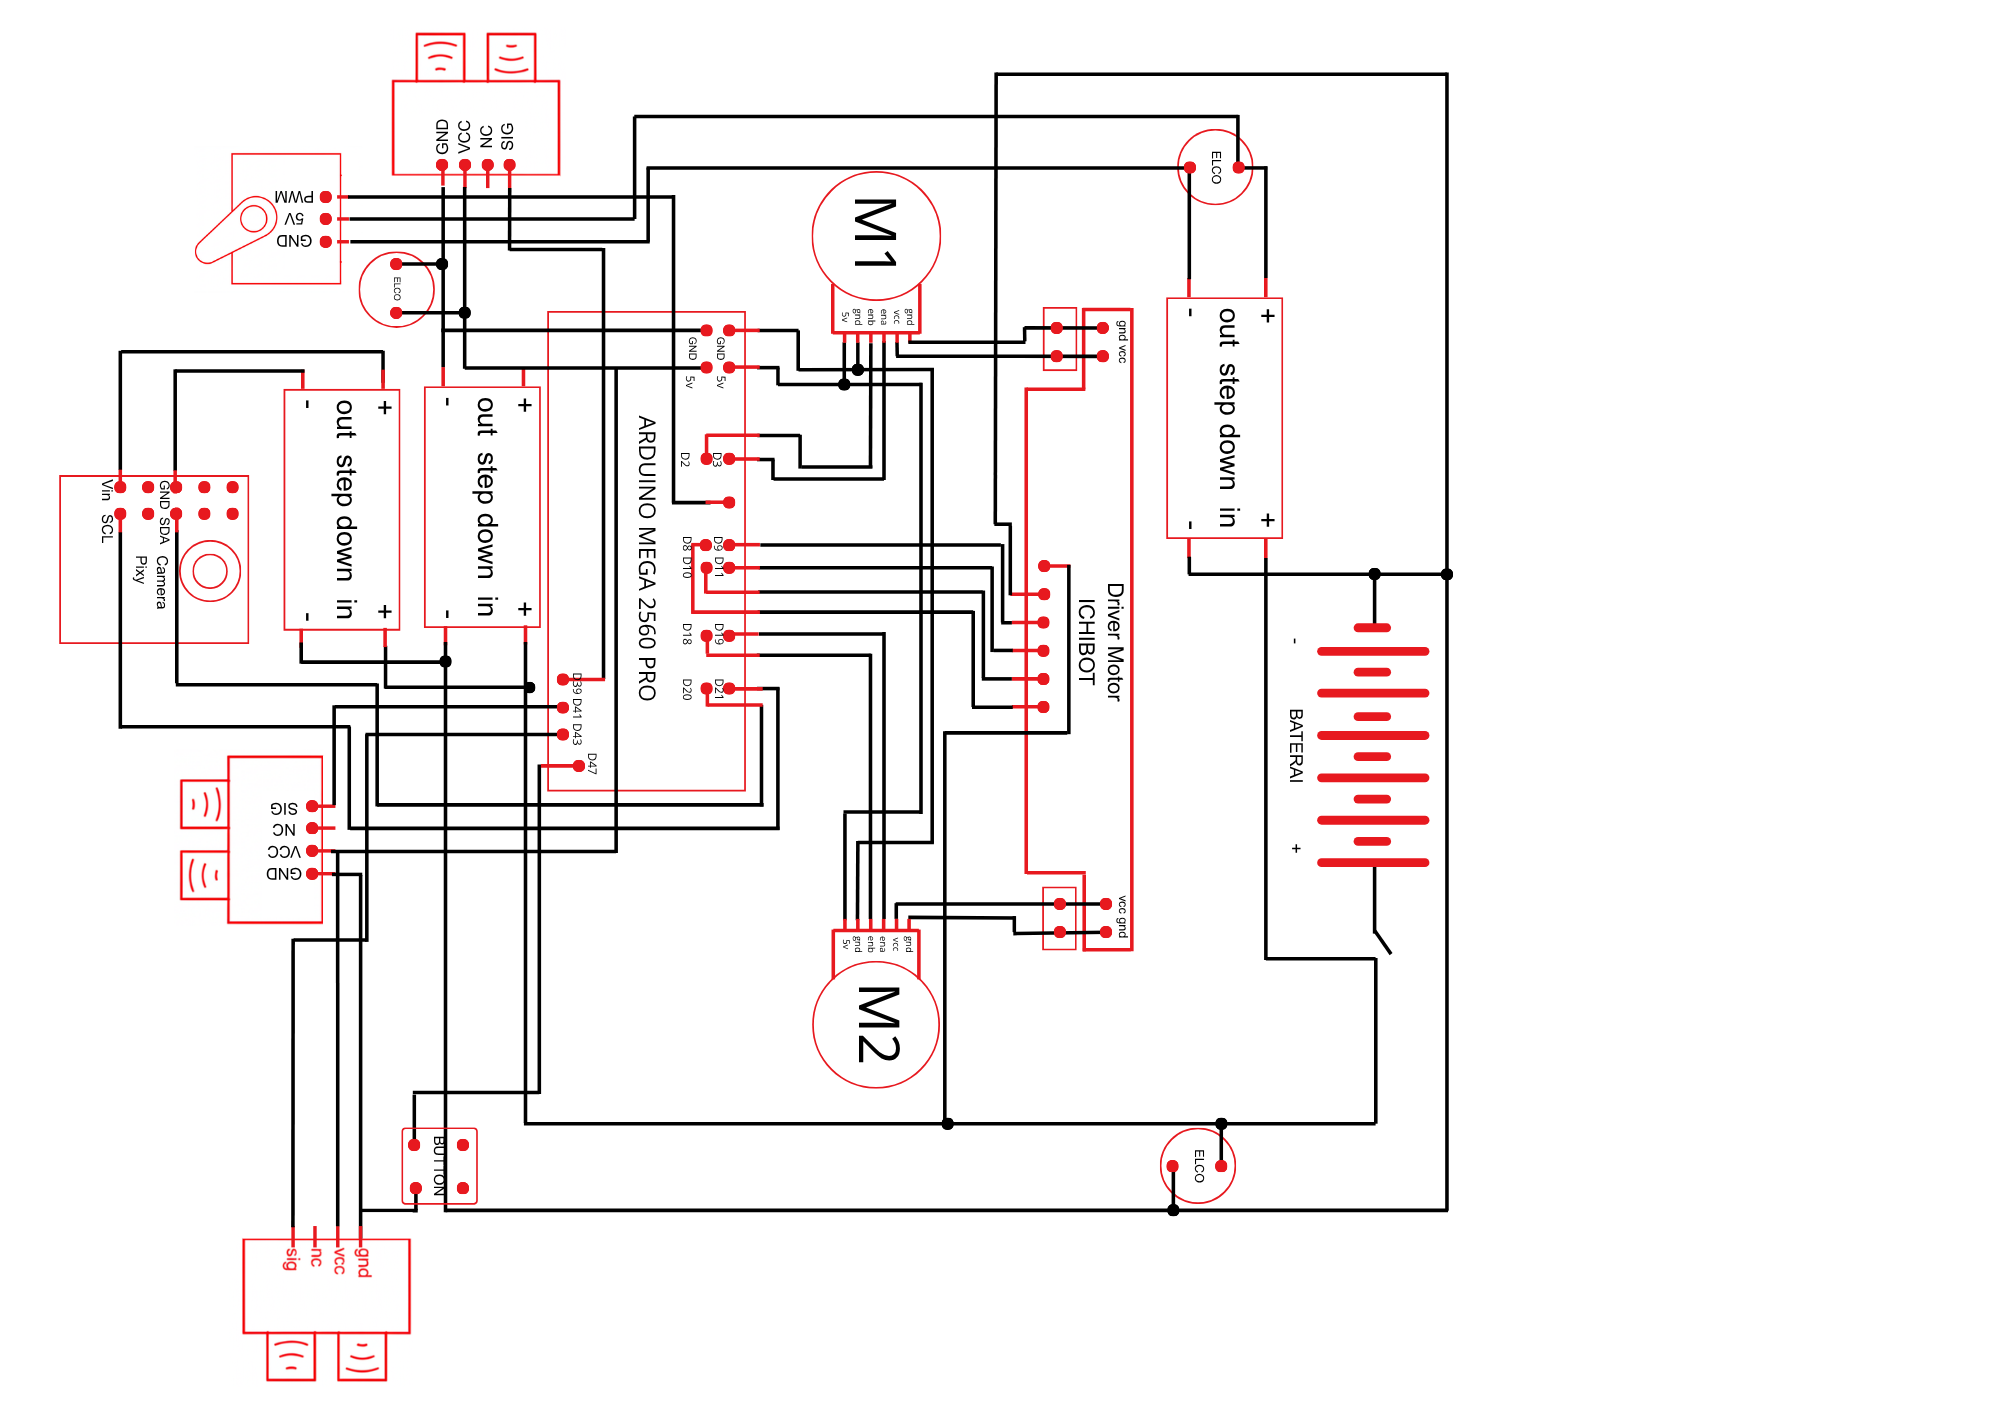 GND
VCC
NC
SIG
PWM
5V
GND
ELCO
ELCO
M1
5v
gnd
enb
ena
vcc
gnd
gnd vcc
- out step down in -
+ +
- out step down in -
+ +
- out step down in -
+ +
GND
GND
5v
5v
D2
D3
D8
D9
D10
D11
D18
D19
D20
D21
D39
D41
D43
D47
ARDUINO MEGA 2560 PRO
Vin
GND
SCL
SDA
Pixy
Camera
Driver Motor
ICHIBOT
-
BATERAI
+
SIG
NC
VCC
GND
vcc gnd
5v
gnd
enb
ena
vcc
gnd
M2
BUTTON
ELCO
sig
nc
vcc
gnd